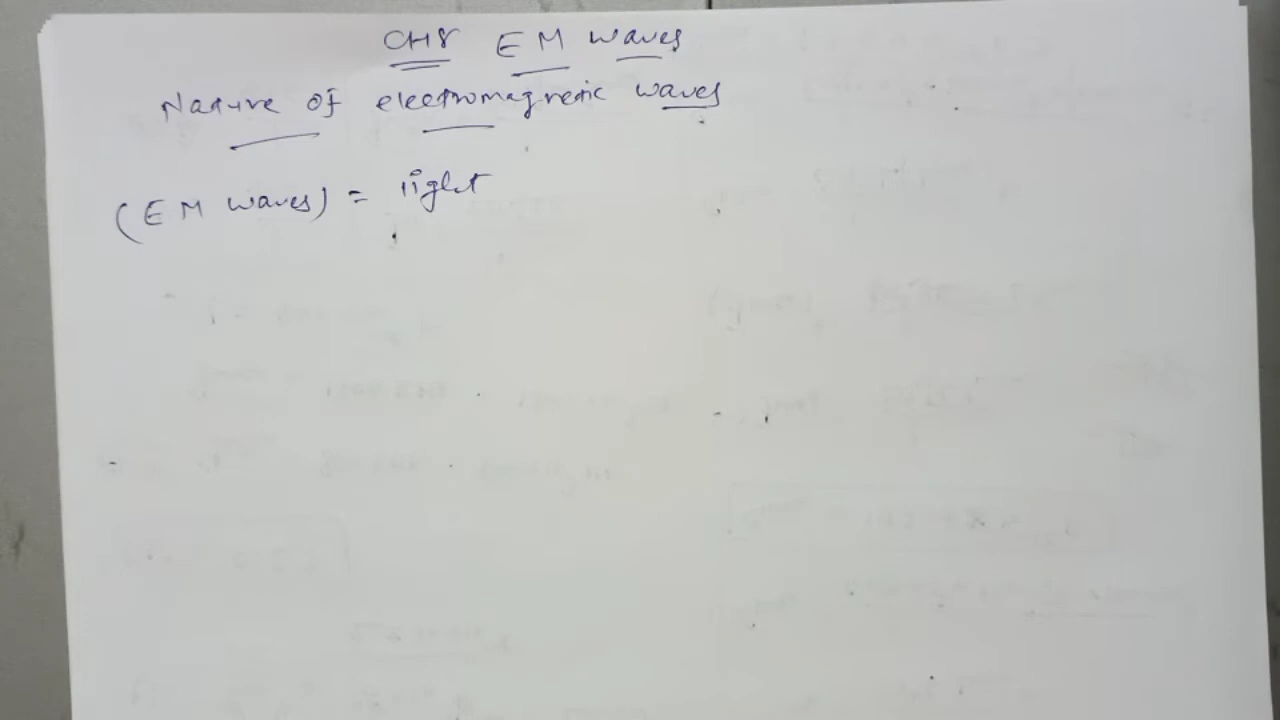 CH8 EM waves
Nature of electromagnetic waves
(EM waves) = light